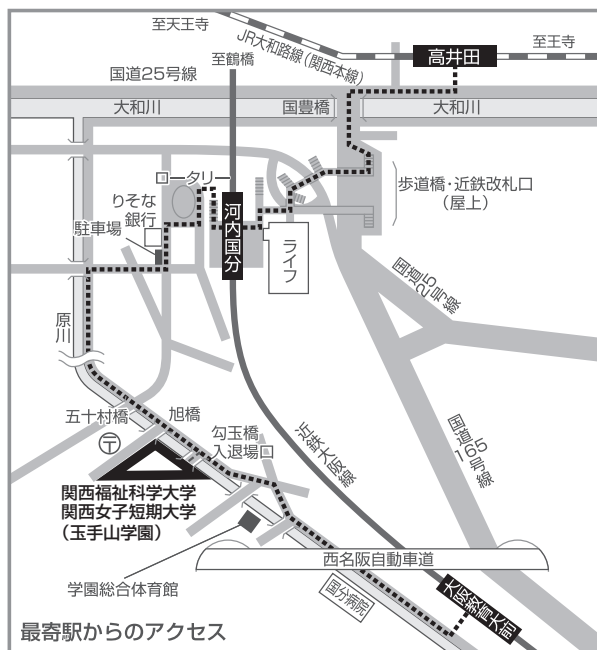 至天王寺
JR大和路線(関西本線)
高井田
至王寺
至鶴橋
国道25号線
大和川
国豊橋
大和川
ロータリー
りそな
銀行
駐車場
河内国分
ライフ
歩道橋・近鉄改札口
(屋上)
国道25号線
原川
五十村橋
旭橋
勾玉橋
入退場口
近鉄大阪線
国道165号線
〒
関西福祉科学大学
関西女子短期大学
(玉手山学園)
西名阪自動車道
学園総合体育館
国分病院
大阪教育大前
最寄駅からのアクセス